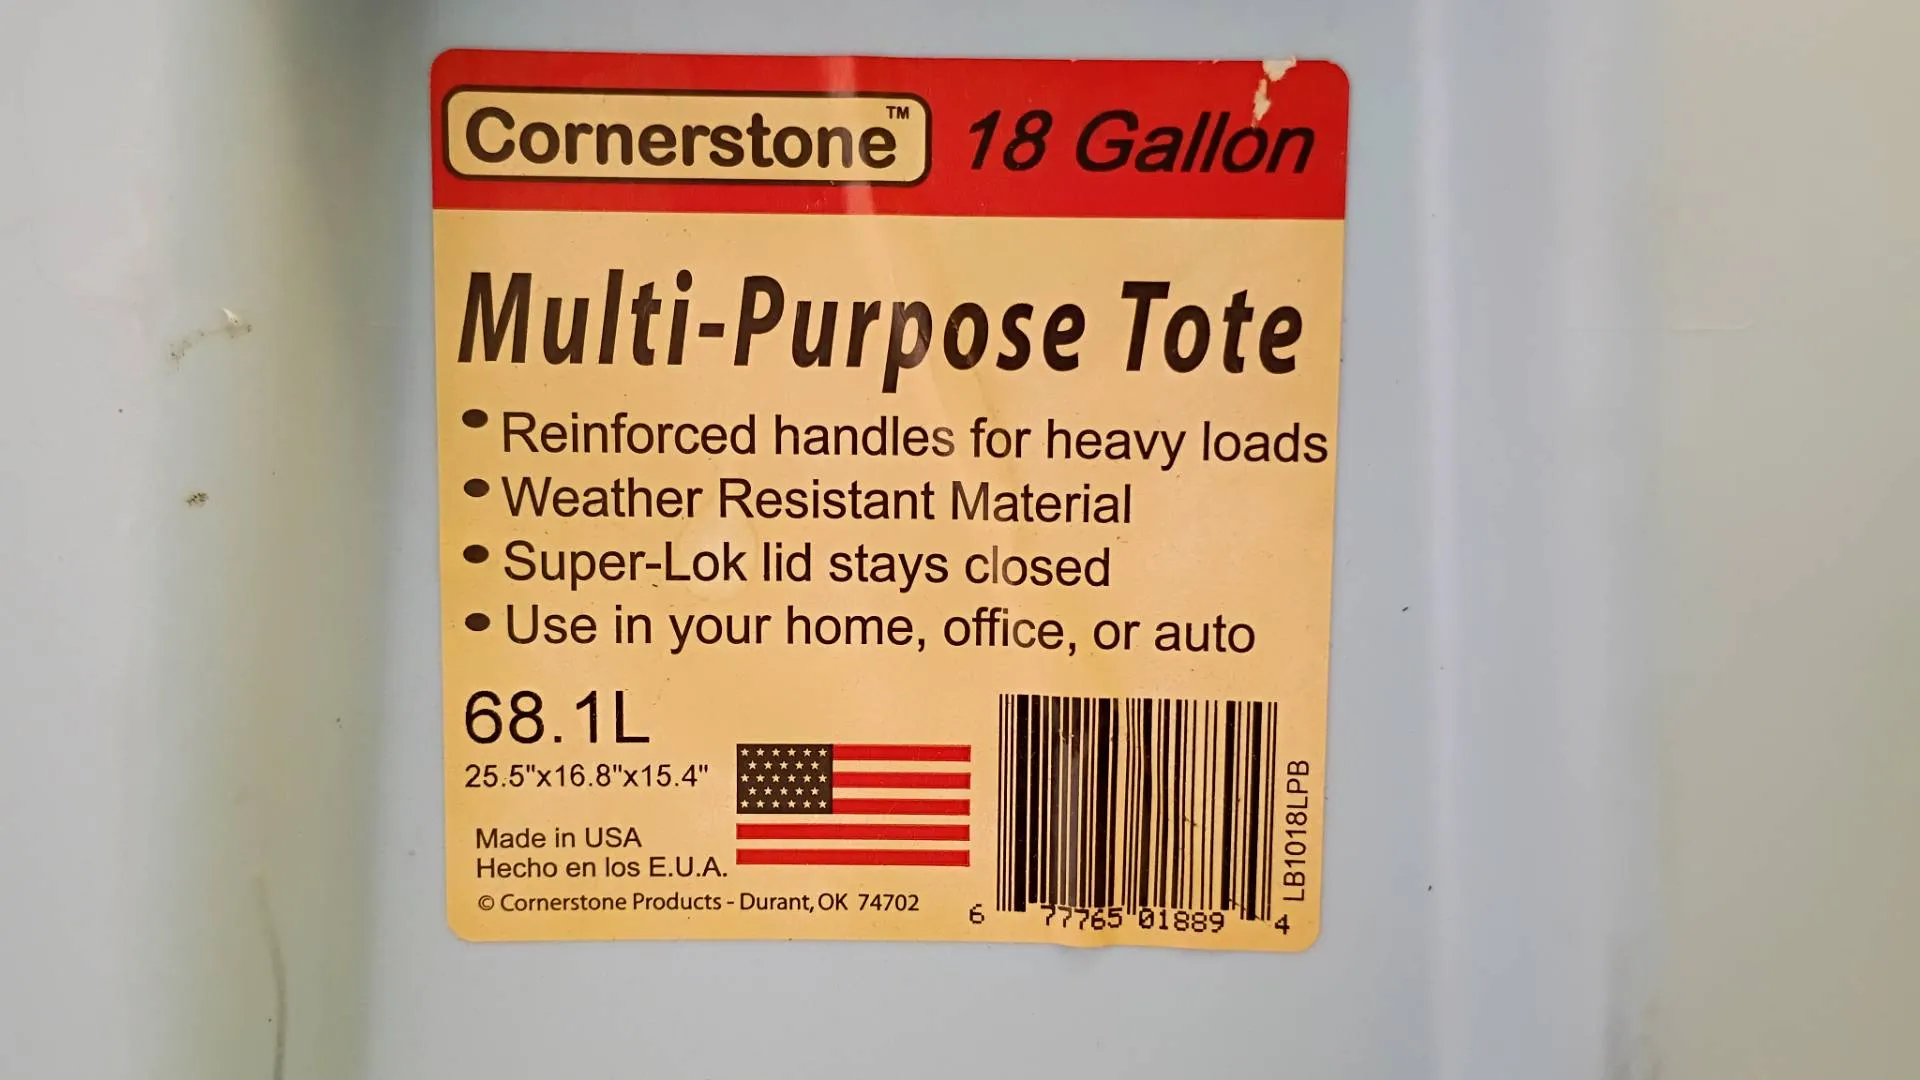 Cornerstone™ 18 Gallon
Multi-Purpose Tote
• Reinforced handles for heavy loads
• Weather Resistant Material
• Super-Lok lid stays closed
• Use in your home, office, or auto
68.1L
25.5"x16.8"x15.4"
Made in USA
Hecho en los E.U.A.
© Cornerstone Products - Durant, OK 74702
6 77765 01889 4
LB1018LPB